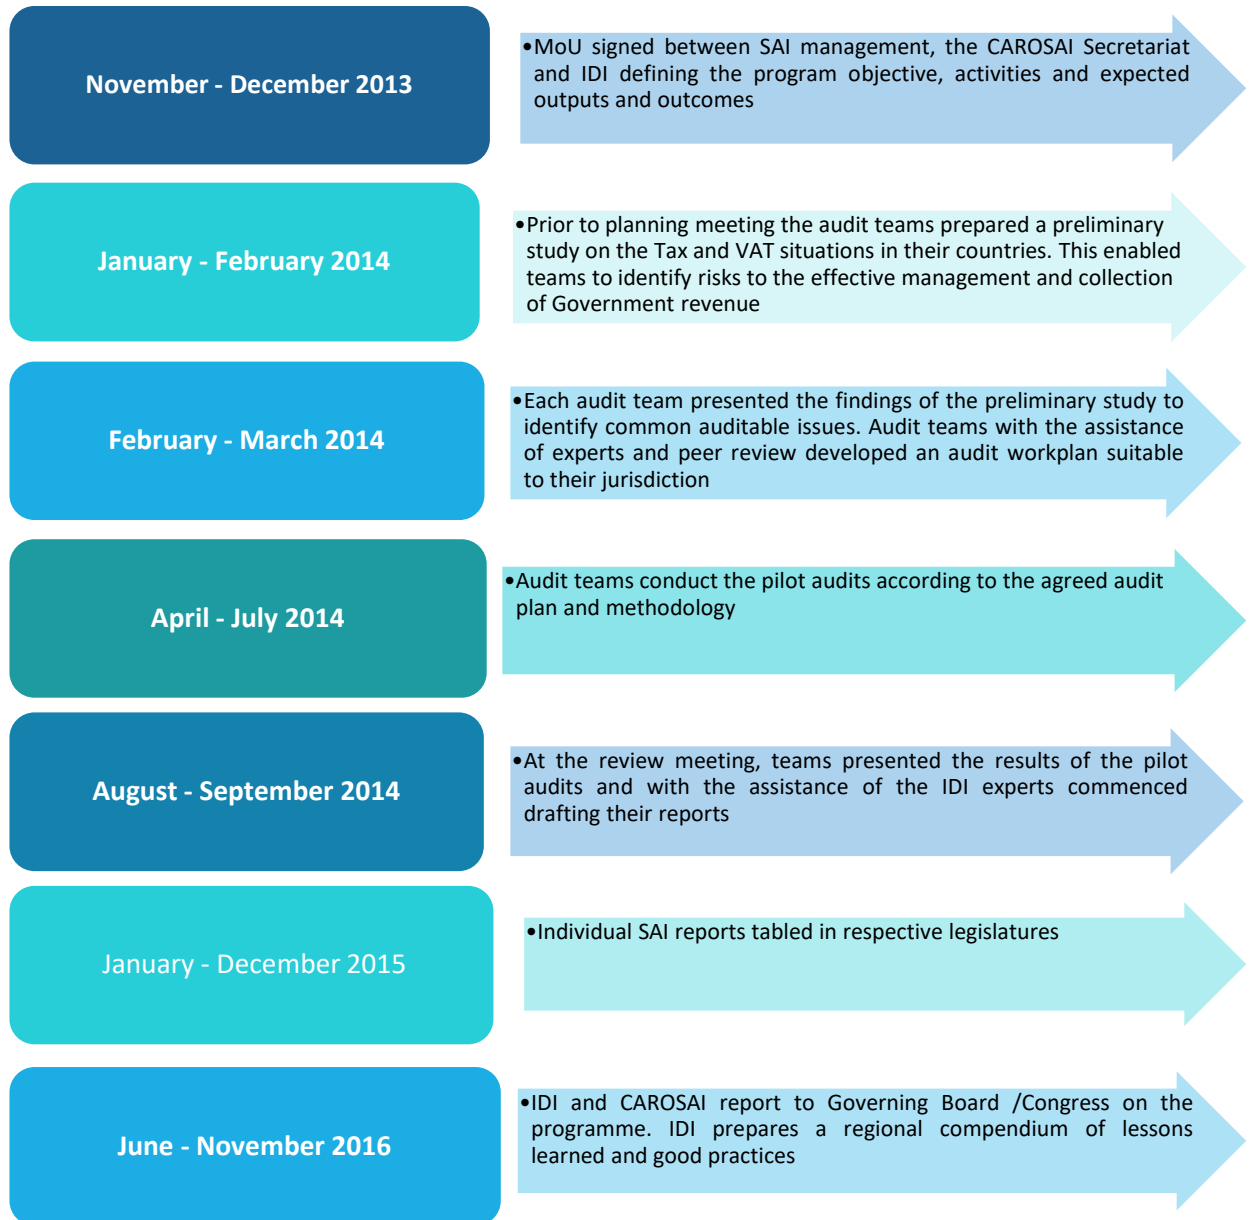 November - December 2013
•MoU signed between SAI management, the CAROSAI Secretariat
and IDI defining the program objective, activities and expected
outputs and outcomes
January - February 2014
•Prior to planning meeting the audit teams prepared a preliminary
study on the Tax and VAT situations in their countries. This enabled
teams to identify risks to the effective management and collection
of Government revenue
February - March 2014
•Each audit team presented the findings of the preliminary study to
identify common auditable issues. Audit teams with the assistance
of experts and peer review developed an audit workplan suitable
to their jurisdiction
April - July 2014
•Audit teams conduct the pilot audits according to the agreed audit
plan and methodology
August - September 2014
•At the review meeting, teams presented the results of the pilot
audits and with the assistance of the IDI experts commenced
drafting their reports
January - December 2015
•Individual SAI reports tabled in respective legislatures
June - November 2016
•IDI and CAROSAI report to Governing Board /Congress on the
programme. IDI prepares a regional compendium of lessons
learned and good practices